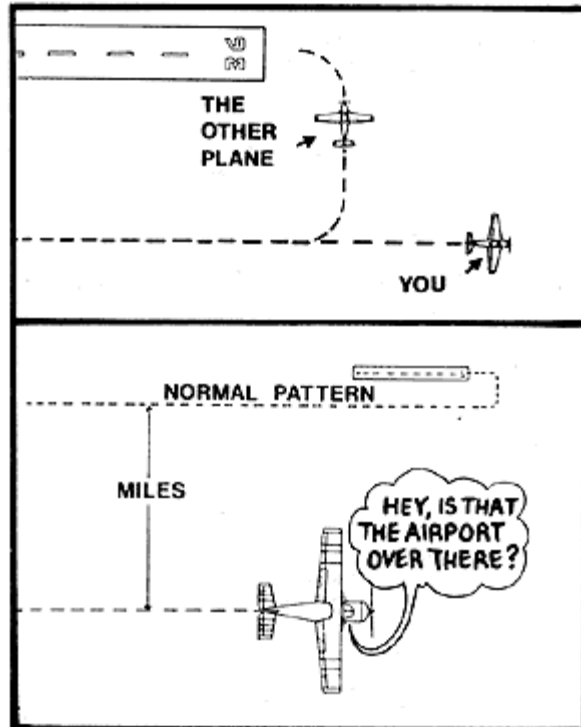 THE
OTHER
PLANE
YOU
NORMAL PATTERN
MILES
HEY, IS THAT
THE AIRPORT
OVER THERE?